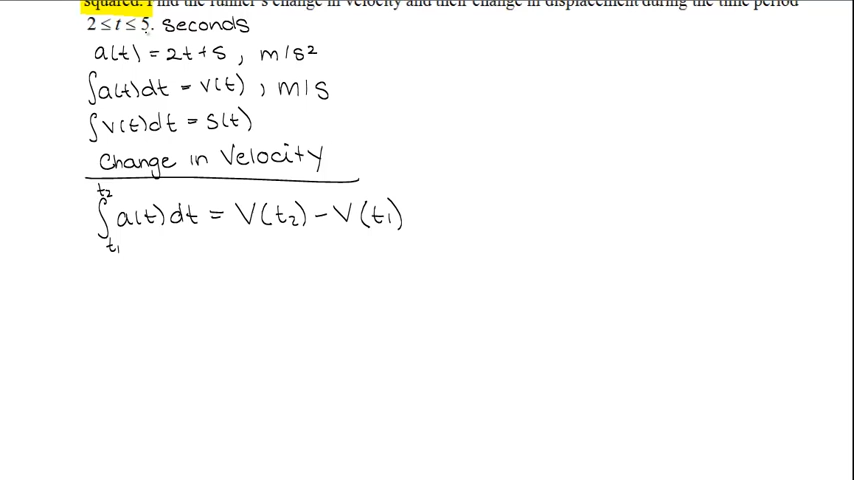 squared. Find the runner's change in velocity and then change in displacement during the time period
2 ≤ t ≤ 5. seconds
a(t) = 2t+5, m/s²
∫a(t)dt = v(t), m/s
∫v(t)dt = s(t)
Change in Velocity
∫_{t₁}^{t₂} a(t)dt = V(t₂) - V(t₁)